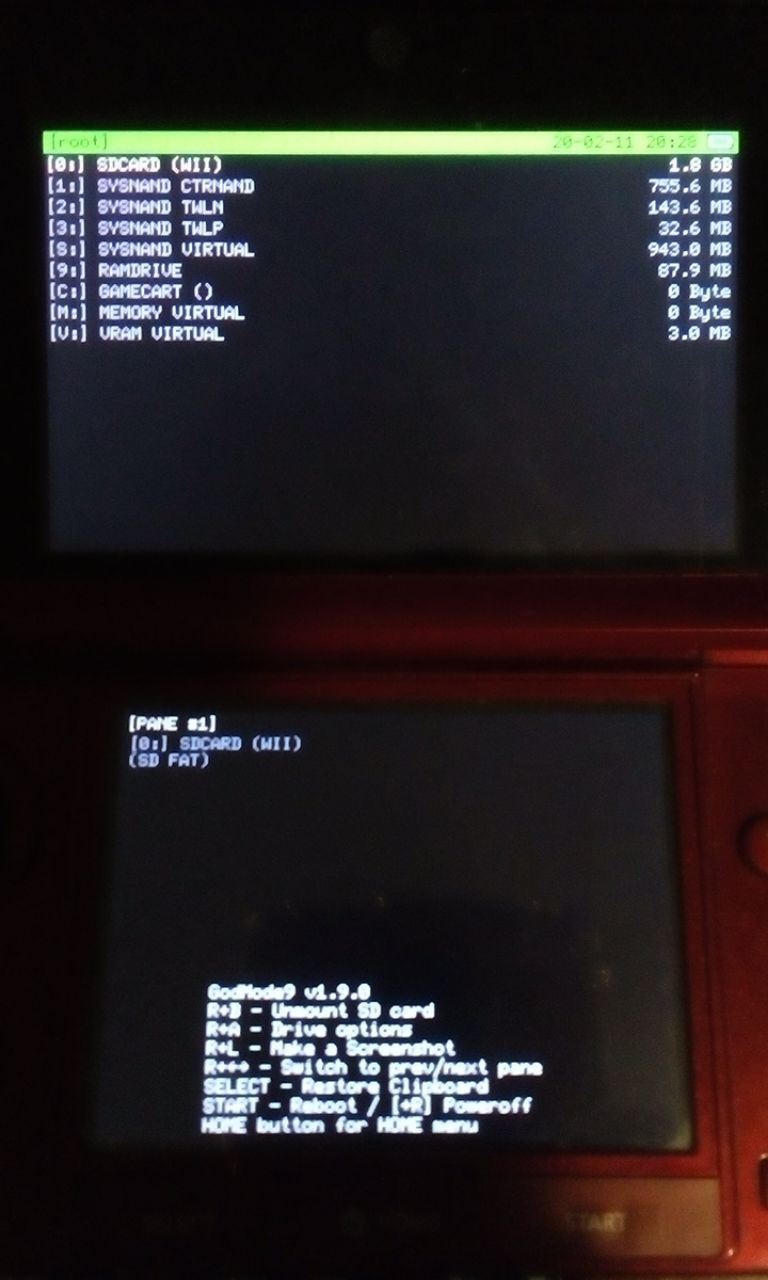 [root] 20-02-11 20:28
[0:] SDCARD (WII) 1.8 GB
[1:] SYSNAND CTRNAND 755.6 MB
[2:] SYSNAND TWLN 143.6 MB
[3:] SYSNAND TWLP 32.6 MB
[S:] SYSNAND VIRTUAL 943.0 MB
[9:] RAMDRIVE 87.9 MB
[C:] GAMECART () 0 Byte
[M:] MEMORY VIRTUAL 0 Byte
[V:] VRAM VIRTUAL 3.0 MB
[PANE #1]
[0:] SDCARD (WII)
(SD FAT)
GodMode9 v1.9.0
R+B - Unmount SD card
R+A - Drive options
R+L - Make a Screenshot
R+←→ - Switch to prev/next pane
SELECT - Restore Clipboard
START - Reboot / [+R] Poweroff
HOME button for HOME menu
START